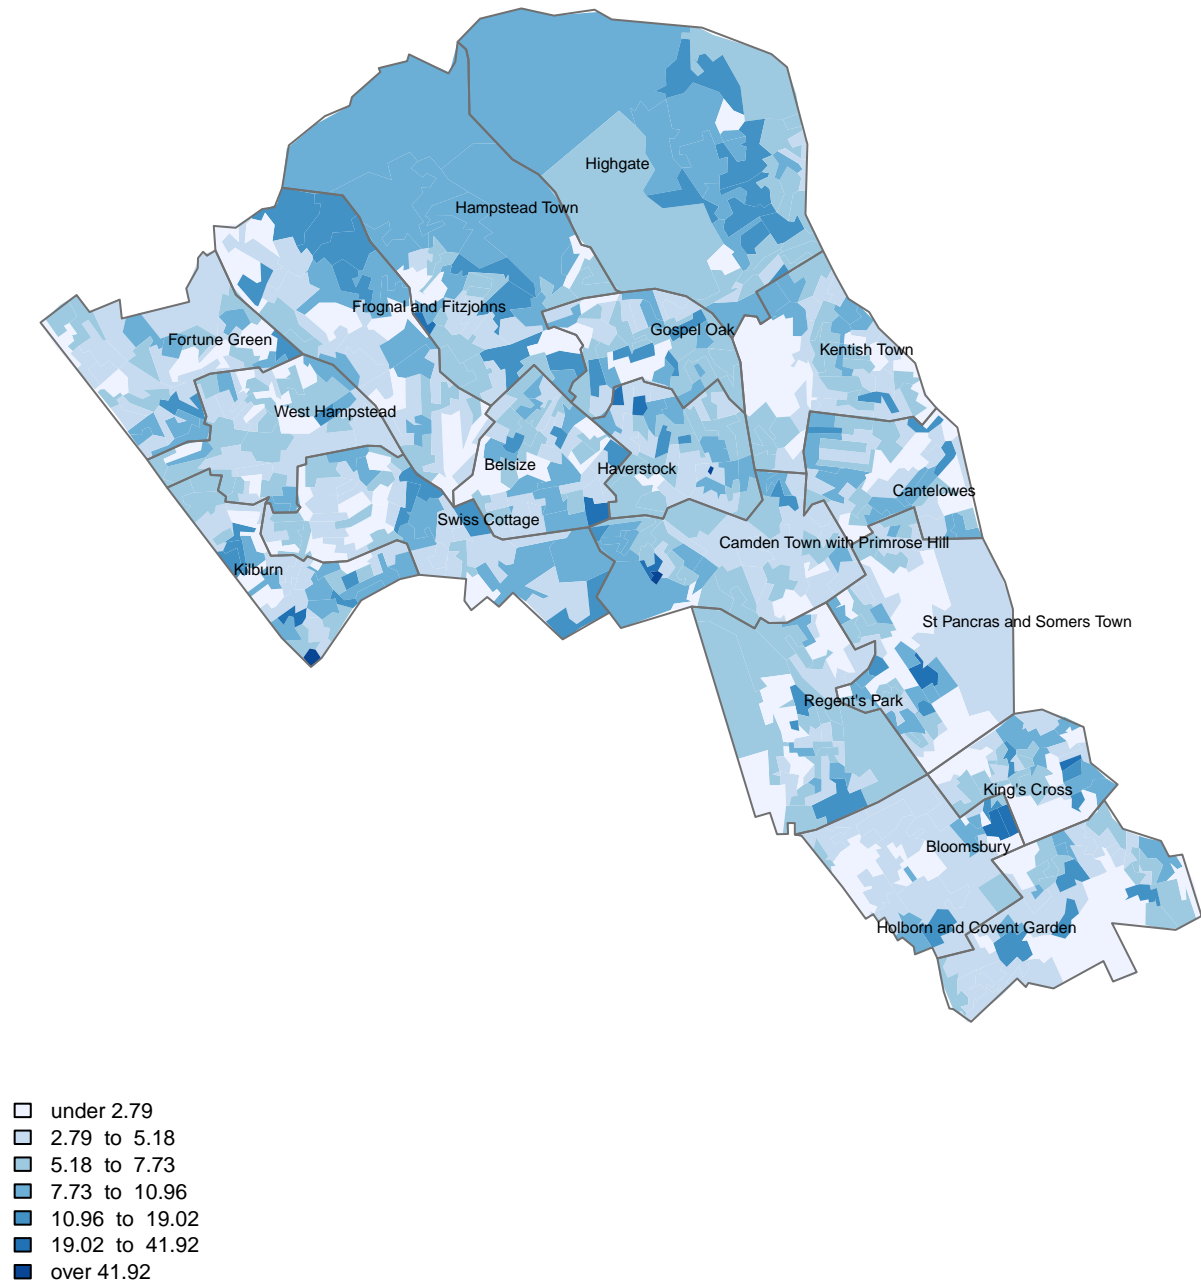 Highgate
Hampstead Town
Frognal and Fitzjohns
Gospel Oak
Fortune Green
Kentish Town
West Hampstead
Belsize
Haverstock
Cantelowes
Swiss Cottage
Camden Town with Primrose Hill
Kilburn
St Pancras and Somers Town
Regent's Park
King's Cross
Bloomsbury
Holborn and Covent Garden
under 2.79
2.79 to 5.18
5.18 to 7.73
7.73 to 10.96
10.96 to 19.02
19.02 to 41.92
over 41.92